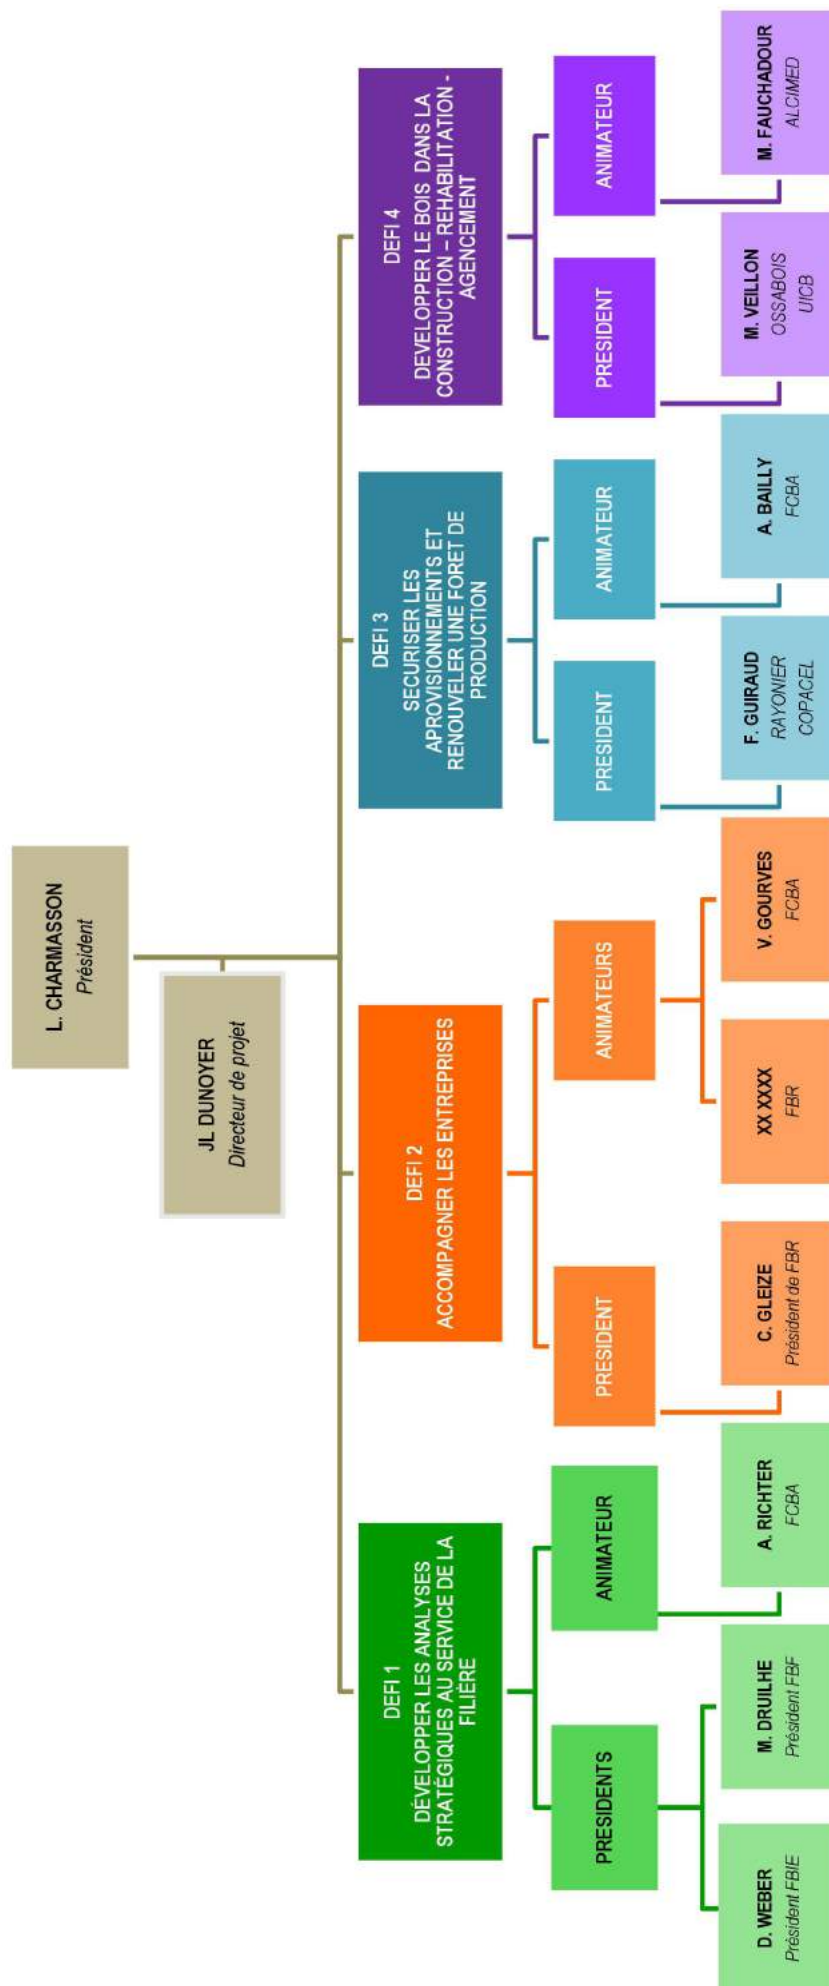 L. CHARMASSON
Président
JL DUNOYER
Directeur de projet
DEFI 1
DÉVELOPPER LES ANALYSES
STRATÉGIQUES AU SERVICE DE LA
FILIÈRE
PRESIDENTS
D. WEBER
Président FBIE
M. DRUILHE
Président FBF
ANIMATEUR
A. RICHTER
FCBA
DEFI 2
ACCOMPAGNER LES ENTREPRISES
PRESIDENT
C. GLEIZE
Président de FBR
ANIMATEURS
XX XXXX
FBR
V. GOURVES
FCBA
DEFI 3
SECURISER LES
APROVISIONNEMENTS ET
RENOUVELER UNE FORET DE
PRODUCTION
PRESIDENT
F. GUIRAUD
RAYONIER
COPACEL
ANIMATEUR
A. BAILLY
FCBA
DEFI 4
DEVELOPPER LE BOIS DANS LA
CONSTRUCTION – REHABILITATION -
AGENCEMENT
PRESIDENT
M. VEILLON
OSSABOIS
UICB
ANIMATEUR
M. FAUCHADOUR
ALCIMED